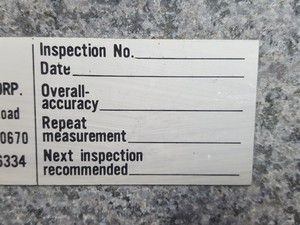 Inspection No.
Date
Overall-
accuracy
Repeat
measurement
Next inspection
recommended
ORP.
oad
0670
6334